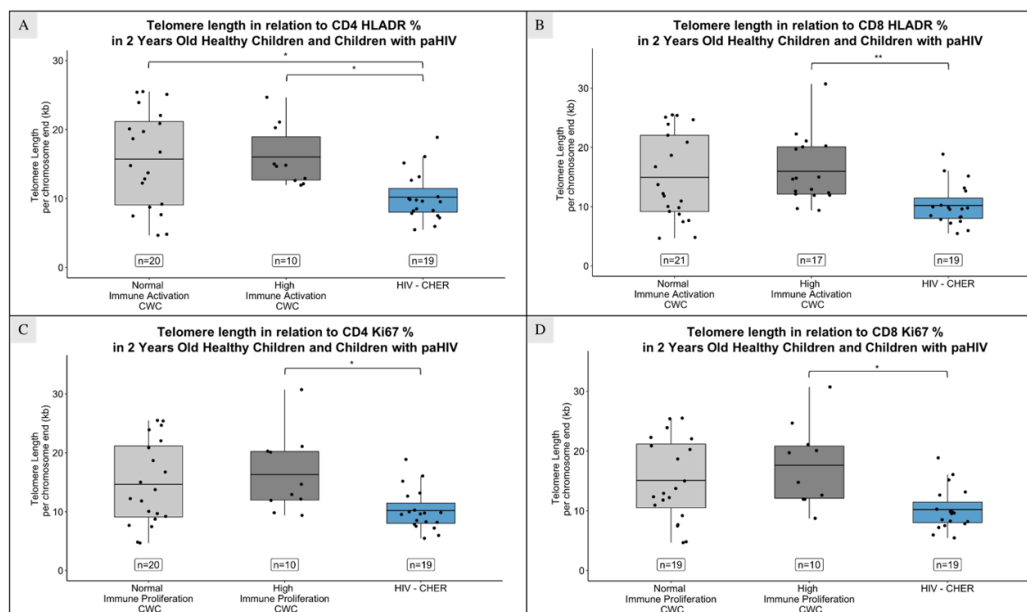 A
Telomere length in relation to CD4 HLADR %
in 2 Years Old Healthy Children and Children with paHIV
Telomere Length
per chromosome end (kb)
30
20
10
0
*
*
n=20
n=10
n=19
Normal
Immune Activation
CWC
High
Immune Activation
CWC
HIV - CHER
B
Telomere length in relation to CD8 HLADR %
in 2 Years Old Healthy Children and Children with paHIV
Telomere Length
per chromosome end (kb)
30
20
10
0
**
n=21
n=17
n=19
Normal
Immune Activation
CWC
High
Immune Activation
CWC
HIV - CHER
C
Telomere length in relation to CD4 Ki67 %
in 2 Years Old Healthy Children and Children with paHIV
Telomere Length
per chromosome end (kb)
30
20
10
0
*
n=20
n=10
n=19
Normal
Immune Proliferation
CWC
High
Immune Proliferation
CWC
HIV - CHER
D
Telomere length in relation to CD8 Ki67 %
in 2 Years Old Healthy Children and Children with paHIV
Telomere Length
per chromosome end (kb)
30
20
10
0
*
n=19
n=10
n=19
Normal
Immune Proliferation
CWC
High
Immune Proliferation
CWC
HIV - CHER